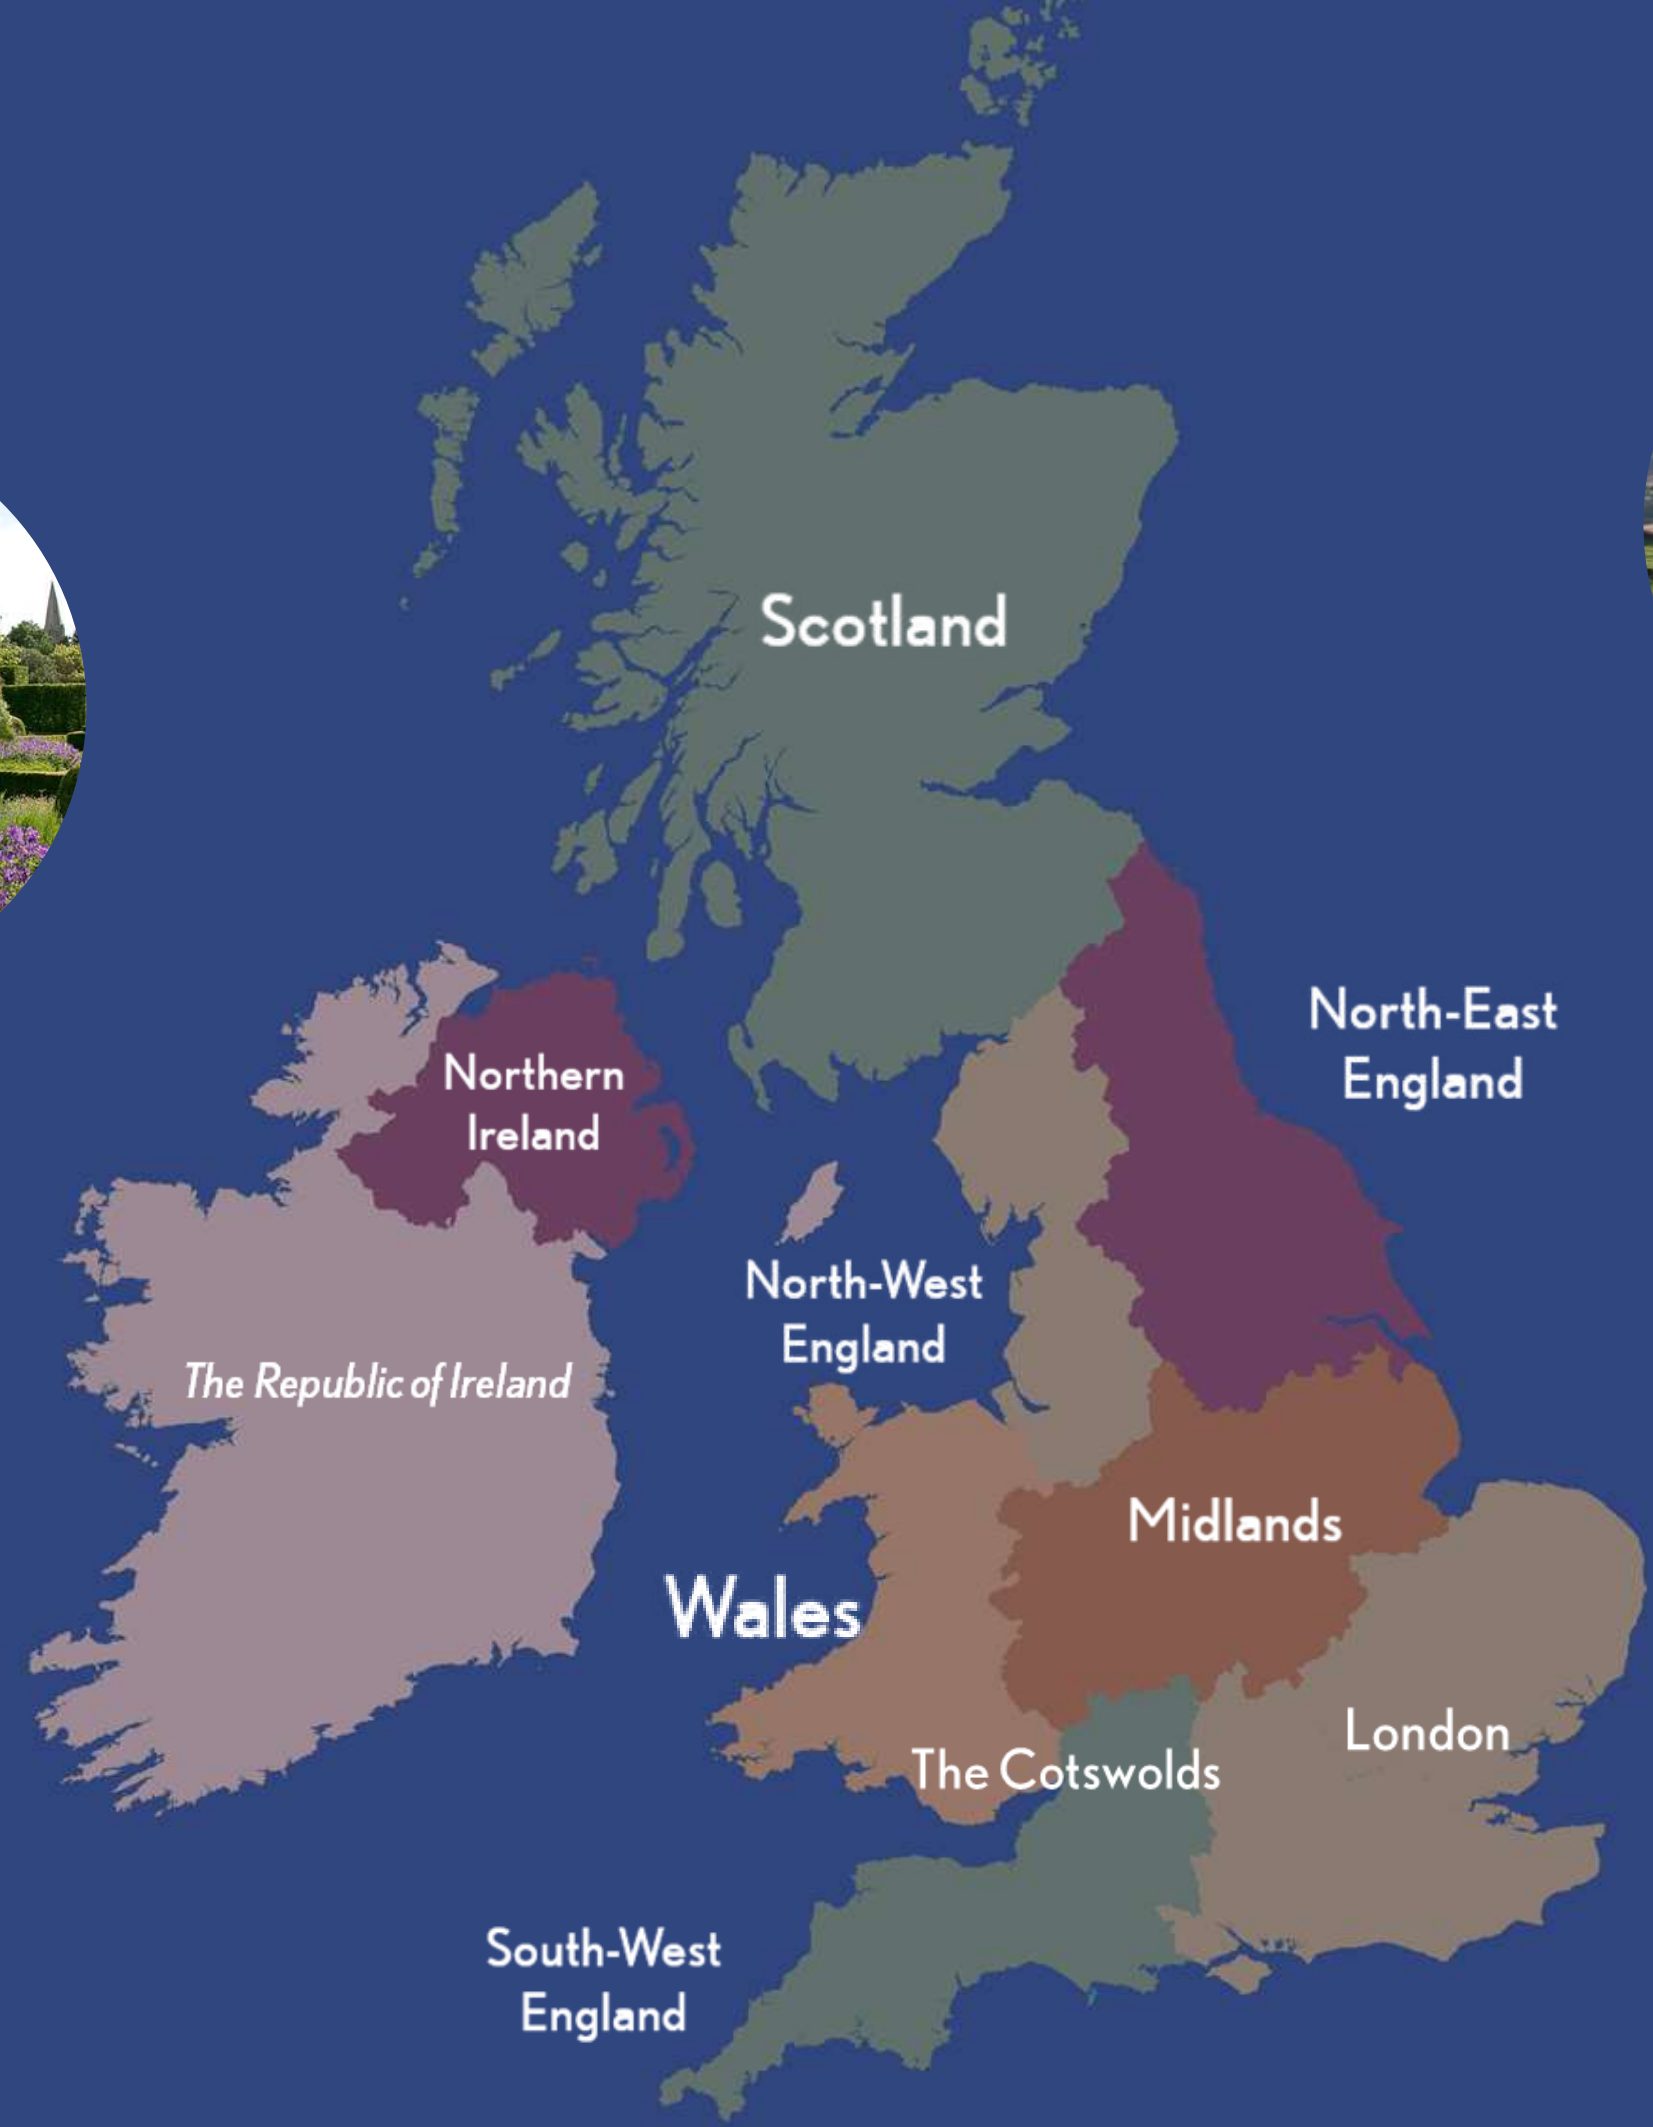 Scotland
North-East
England
Northern
Ireland
North-West
England
The Republic of Ireland
Midlands
Wales
London
The Cotswolds
South-West
England